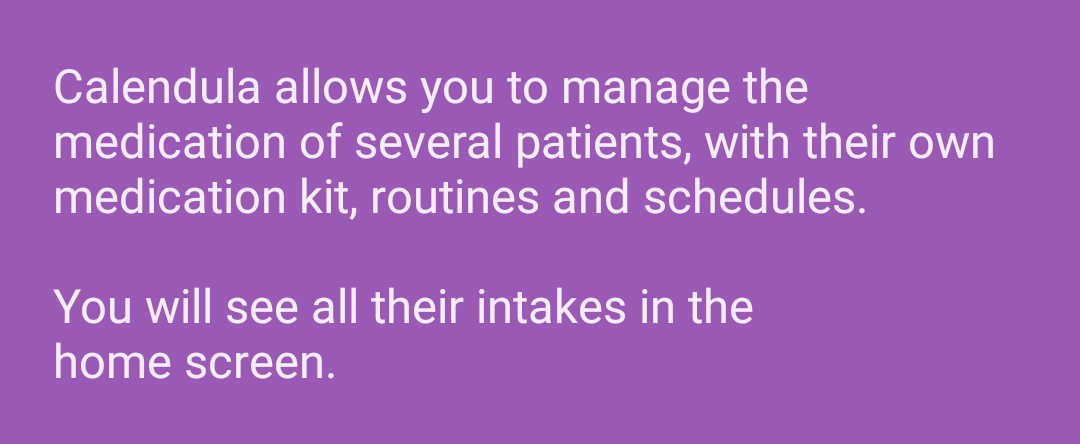 Calendula allows you to manage the
medication of several patients, with their own
medication kit, routines and schedules.
You will see all their intakes in the
home screen.